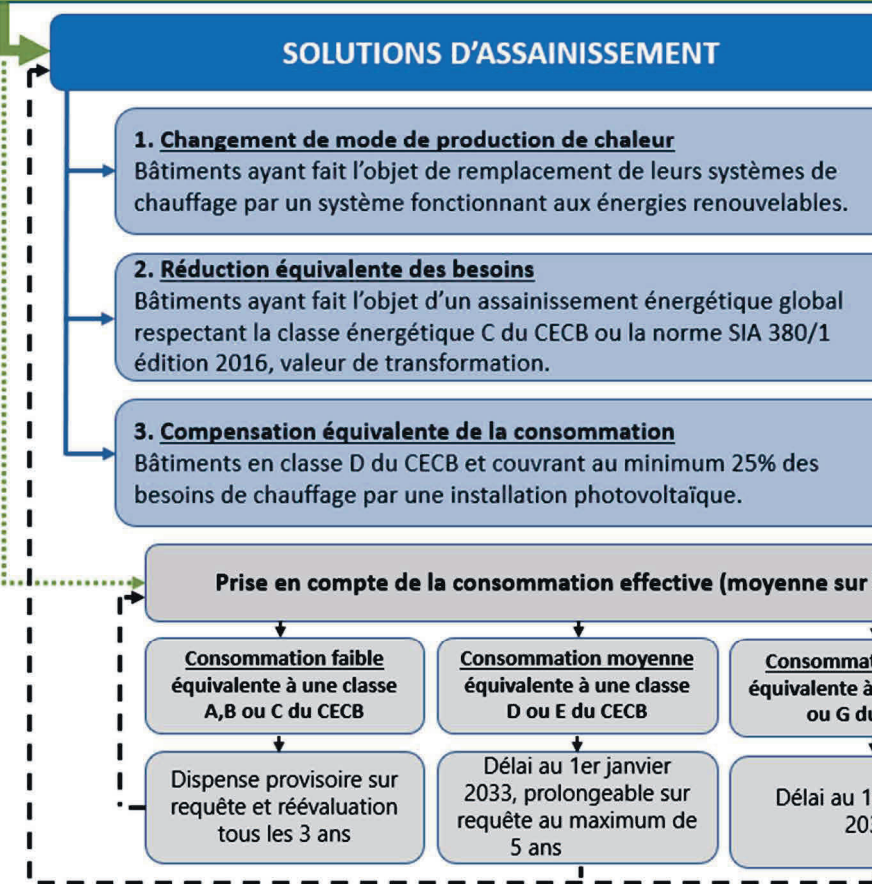 SOLUTIONS D'ASSAINISSEMENT
1. Changement de mode de production de chaleur
Bâtiments ayant fait l'objet de remplacement de leurs systèmes de
chauffage par un système fonctionnant aux énergies renouvelables.
2. Réduction équivalente des besoins
Bâtiments ayant fait l'objet d'un assainissement énergétique global
respectant la classe énergétique C du CECB ou la norme SIA 380/1
édition 2016, valeur de transformation.
3. Compensation équivalente de la consommation
Bâtiments en classe D du CECB et couvrant au minimum 25% des
besoins de chauffage par une installation photovoltaïque.
Prise en compte de la consommation effective (moyenne sur
Consommation faible
équivalente à une classe
A,B ou C du CECB
Consommation moyenne
équivalente à une classe
D ou E du CECB
équivalente à
ou G
Dispense provisoire sur
requête et réévaluation
tous les 3 ans
Délai au 1er janvier
2033, prolongeable sur
requête au maximum de
5 ans
Délai au